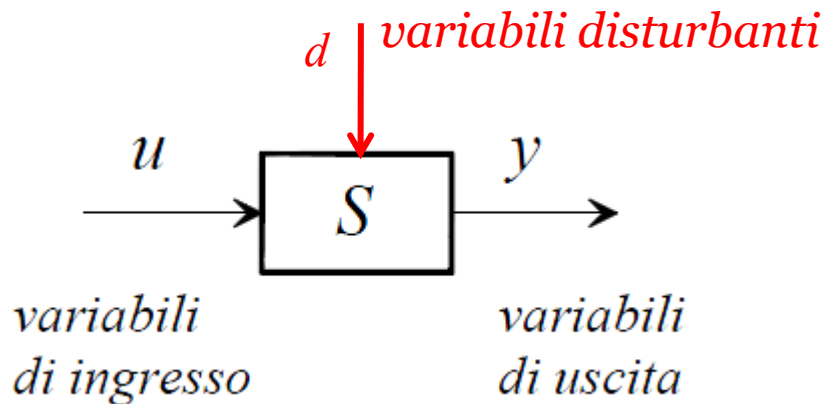 d variabili disturbanti
u
y
S
variabili
di ingresso
variabili
di uscita